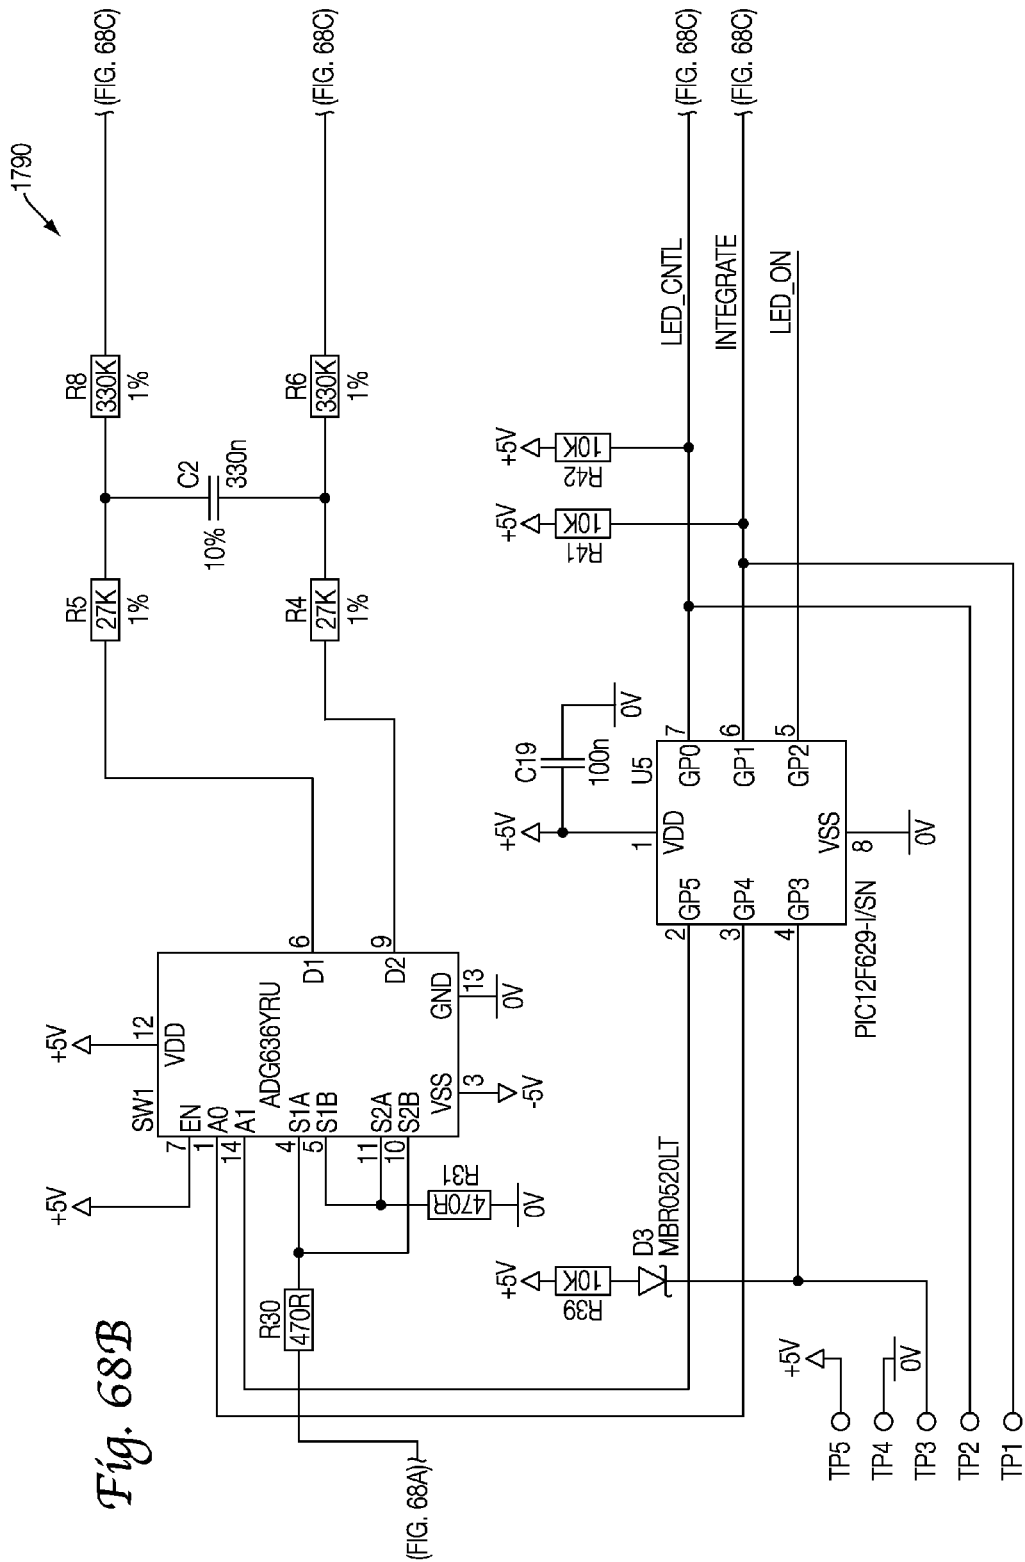 Fig. 68B
1790
(FIG. 68A)
R30
470R
+5V
+5V
SW1
12
VDD
7
EN
1
A0
14
A1
ADG636YRU
4
S1A
5
S1B
11
S2A
10
S2B
D1
6
D2
9
VSS
3
-5V
GND
13
0V
R31
470R
0V
R5
27K
1%
R8
330K
1%
(FIG. 68C)
C2
330n
10%
R4
27K
1%
R6
330K
1%
(FIG. 68C)
+5V
R39
10K
D3
MBR0520LT
+5V
C19
100n
0V
U5
1
VDD
2
GP5
3
GP4
4
GP3
GP0
7
GP1
6
GP2
5
VSS
8
0V
PIC12F629-I/SN
+5V
R41
10K
+5V
R42
10K
LED_CNTL
(FIG. 68C)
INTEGRATE
(FIG. 68C)
LED_ON
+5V
0V
TP5
TP4
TP3
TP2
TP1